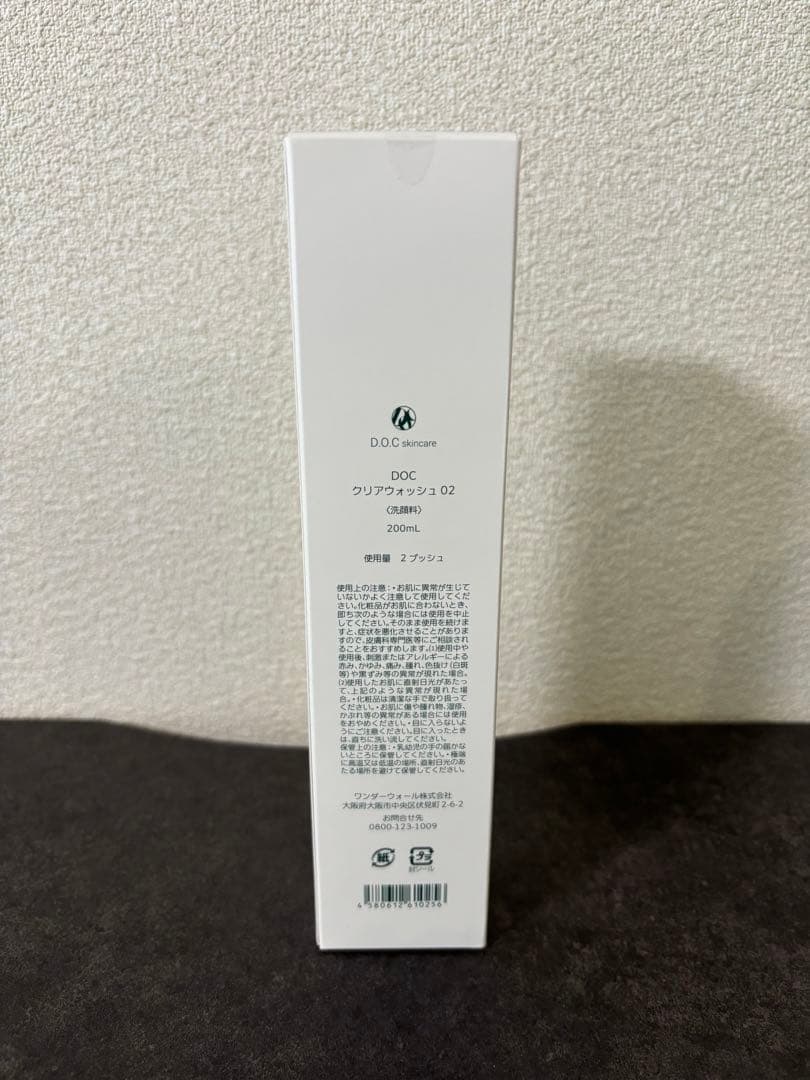 D.O.C skincare
DOC
クリアウォッシュ 02
〈洗顔料〉
200mL
使用量 2 プッシュ
使用上の注意：・お肌に異常が生じて
いないかよく注意して使用してくだ
さい。化粧品がお肌に合わないとき、
即ち次のような場合には使用を中止
してください。そのまま使用を続けま
すと、症状を悪化させることがありま
すので、皮膚科専門医等にご相談され
ることをおすすめします。(1)使用中や
使用後、刺激またはアレルギーによる
赤み、かゆみ、痛み、腫れ、色抜け(白斑
等)や黒ずみ等の異常が現れた場合。
(2)使用したお肌に直射日光があたっ
て、上記のような異常が現れた場
合。・化粧品は清潔な手で取り扱って
ください。・お肌に傷や腫れ物、湿疹、
かぶれ等の異常がある場合には使用
をおやめください。・目に入らないよ
うにご注意ください。目に入ったとき
は、直ちに洗い流してください。
保管上の注意：・乳幼児の手の届かな
いところに保管してください。・極端
に高温又は低温の場所、直射日光のあ
たる場所を避けて保管してください。
ワンダーウォール株式会社
大阪府大阪市中央区伏見町 2-6-2
お問合せ先
0800-123-1009
紙
プラ
封シール
4 580612 610256